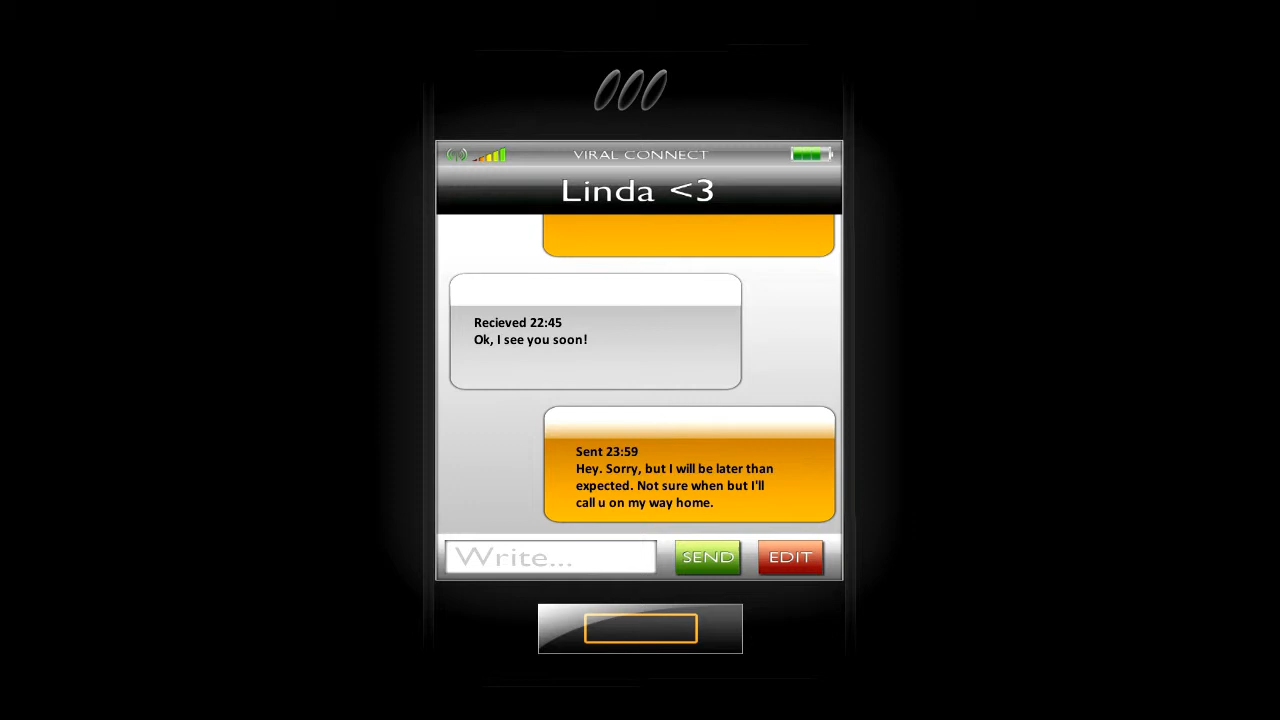 VIRAL CONNECT
Linda <3
Recieved 22:45
Ok, I see you soon!
Sent 23:59
Hey. Sorry, but I will be later than
expected. Not sure when but I'll
call u on my way home.
Write...
SEND
EDIT